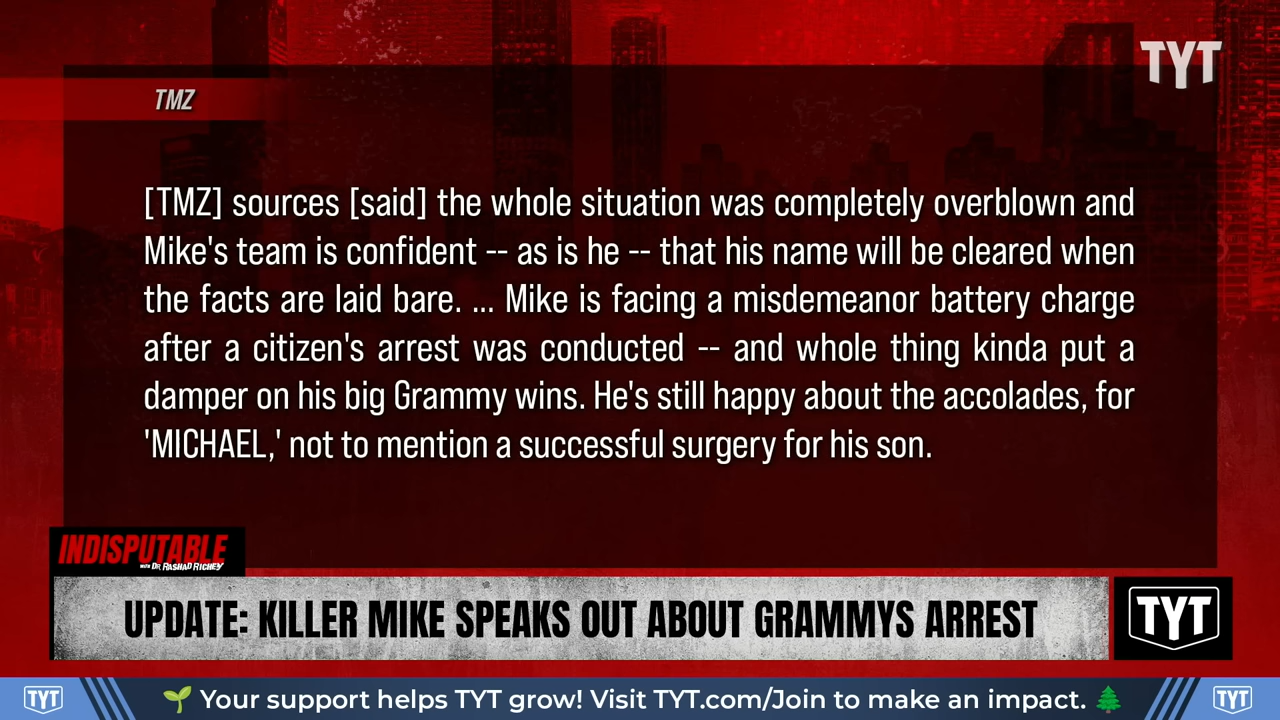 TYT
TMZ
[TMZ] sources [said] the whole situation was completely overblown and
Mike's team is confident -- as is he -- that his name will be cleared when
the facts are laid bare. ... Mike is facing a misdemeanor battery charge
after a citizen's arrest was conducted -- and whole thing kinda put a
damper on his big Grammy wins. He's still happy about the accolades, for
'MICHAEL,' not to mention a successful surgery for his son.
INDISPUTABLE
WITH DR. RASHAD RICHEY
UPDATE: KILLER MIKE SPEAKS OUT ABOUT GRAMMYS ARREST
TYT
TYT
🌱 Your support helps TYT grow! Visit TYT.com/Join to make an impact. 🌲
TYT